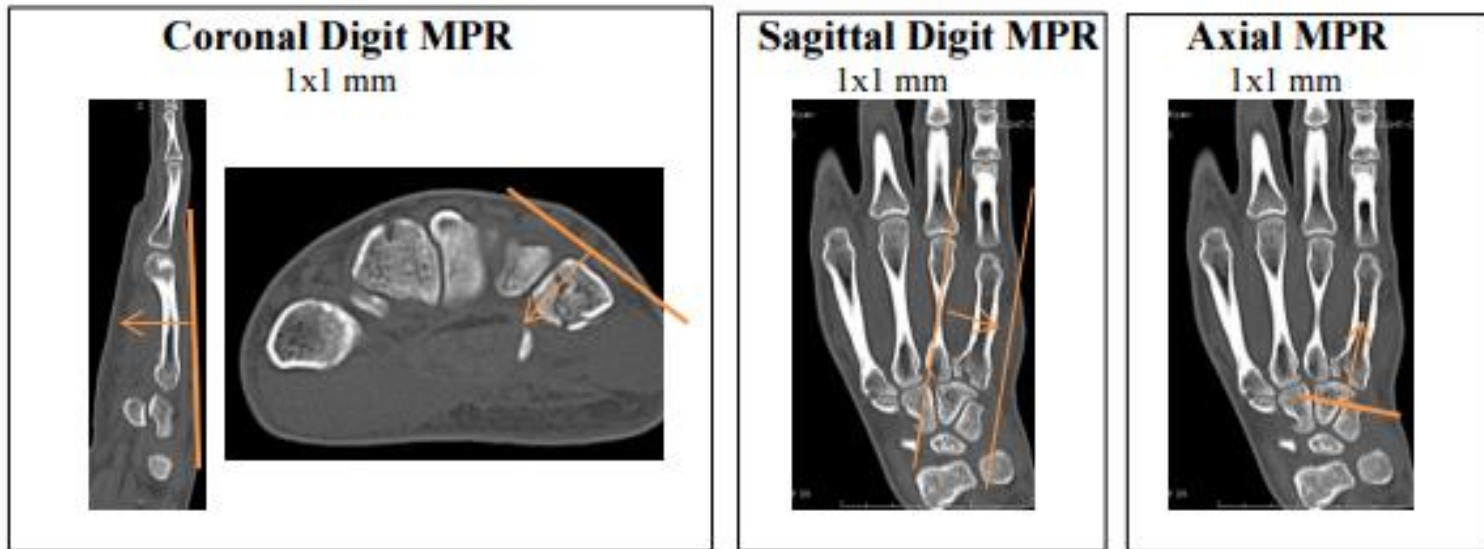 Coronal Digit MPR
1x1 mm
Sagittal Digit MPR
1x1 mm
Axial MPR
1x1 mm